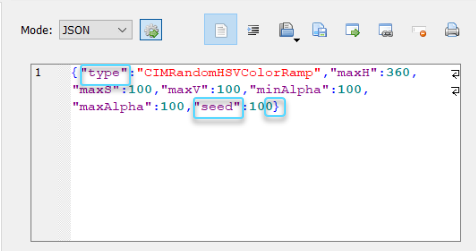 Mode: JSON
1 {"type":"CIMRandomHSVColorRamp","maxH":360,
"maxS":100,"maxV":100,"minAlpha":100,
"maxAlpha":100,"seed":100}